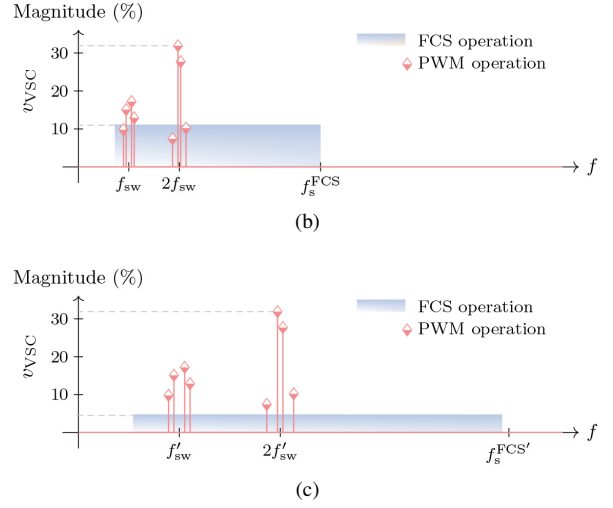 Magnitude (%)
FCS operation
PWM operation
v_VSC
30
20
10
f_sw
2f_sw
f_s^FCS
f
(b)
Magnitude (%)
FCS operation
PWM operation
v_VSC
30
20
10
f'_sw
2f'_sw
f_s^FCS'
f
(c)